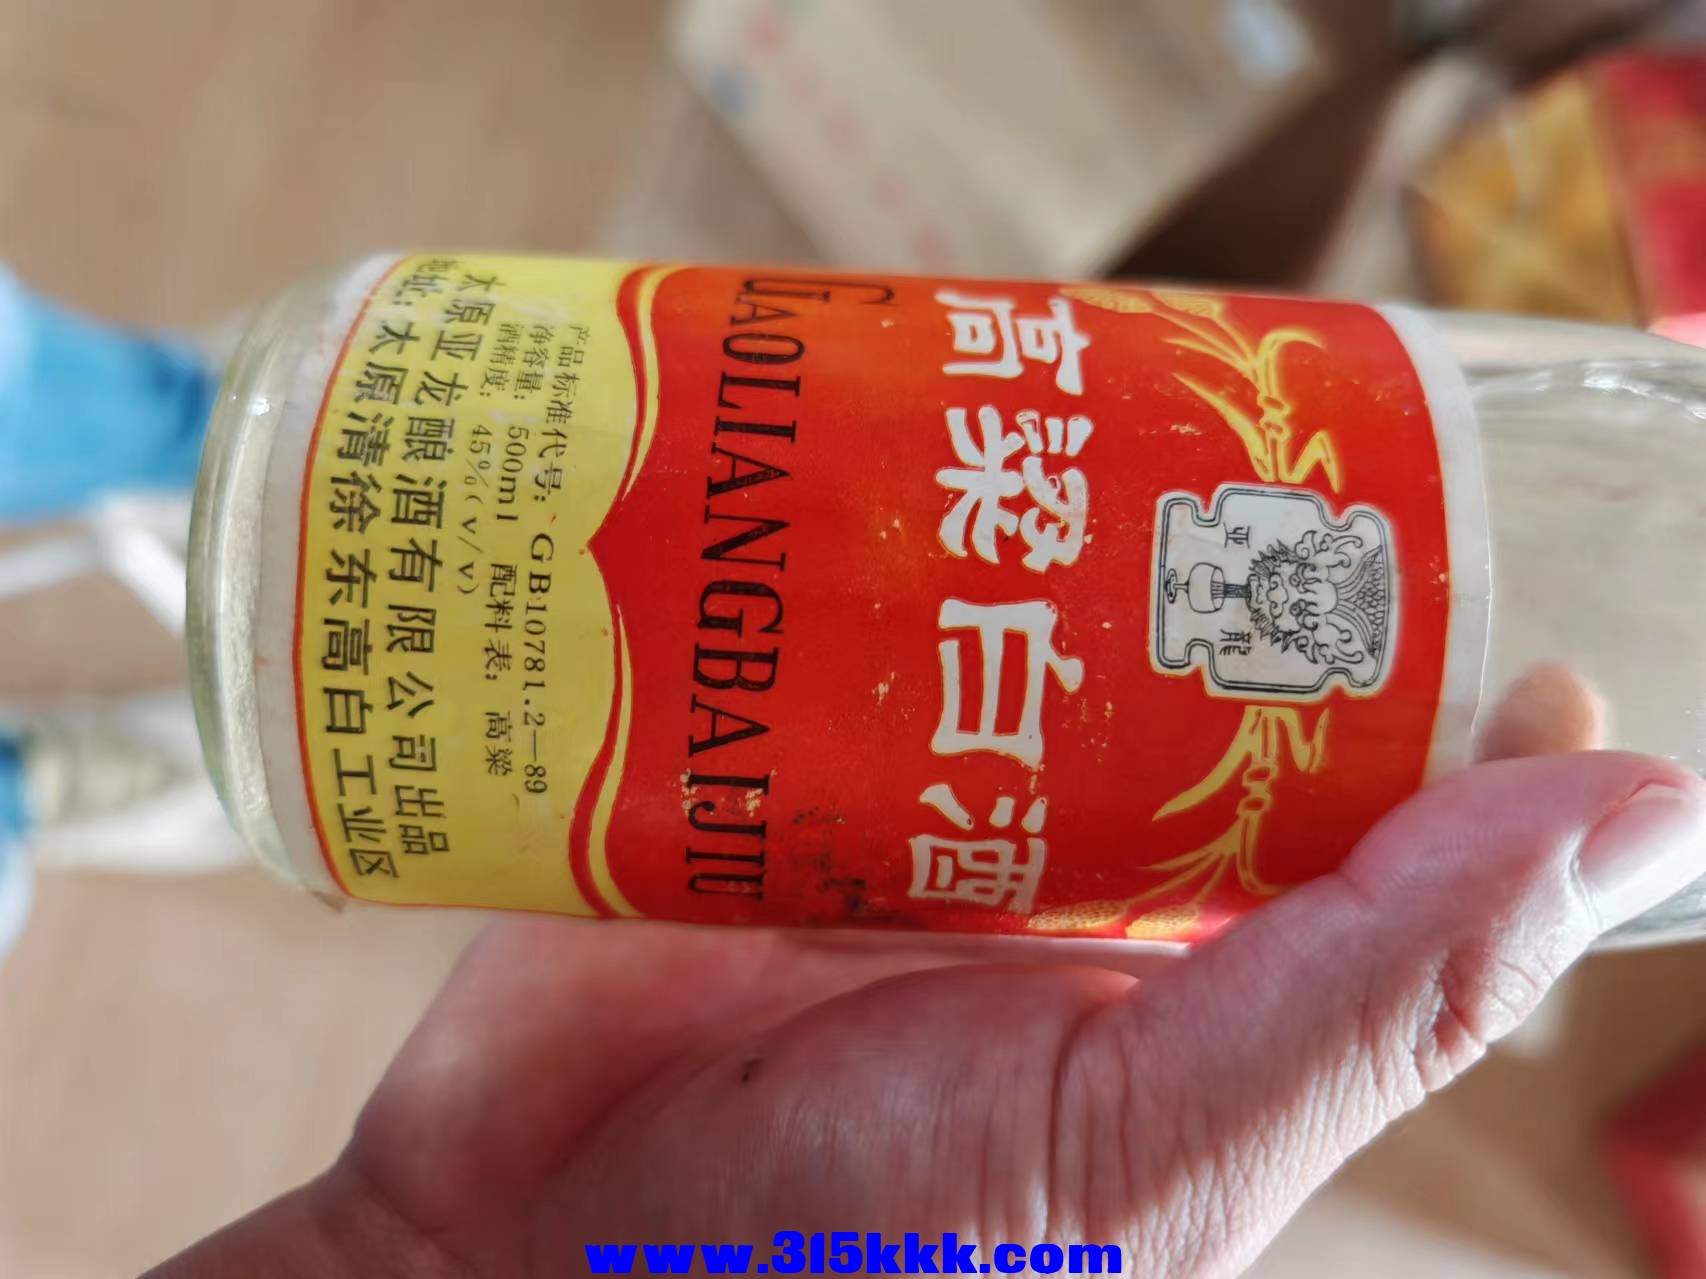 亚 龍
高粱白酒
GAOLIANGBAIJIU
产品标准代号：GB10781.2—89
净容量：500ml 配料表：高粱
酒精度：45%(v/v)
太原亚龙酿酒有限公司出品
地址：太原清徐东高白工业区
www.315kkk.com